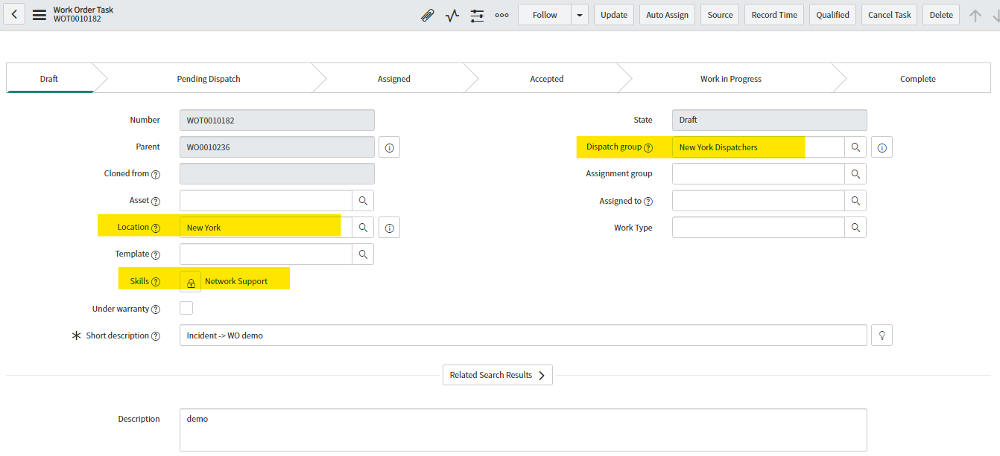 Work Order Task
WOT0010182
Follow
Update
Auto Assign
Source
Record Time
Qualified
Cancel Task
Delete
Draft
Pending Dispatch
Assigned
Accepted
Work in Progress
Complete
Number WOT0010182
State Draft
Parent WO0010236
Dispatch group New York Dispatchers
Cloned from
Assignment group
Asset
Assigned to
Location New York
Work Type
Template
Skills Network Support
Under warranty
Short description Incident -> WO demo
Related Search Results
Description demo